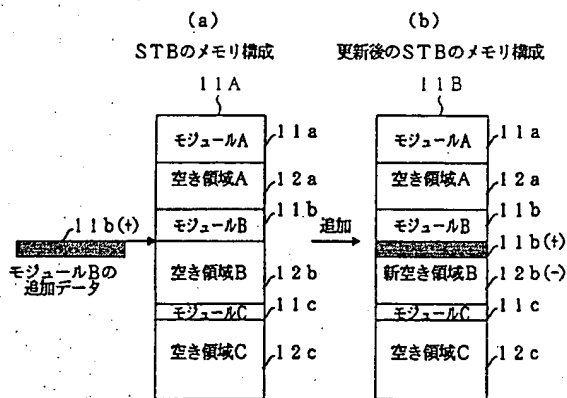 (a)
STBのメモリ構成
11A
モジュールA
11a
空き領域A
12a
モジュールB
11b
11b(+)
モジュールBの
追加データ
空き領域B
12b
モジュールC
11c
空き領域C
12c
追加
(b)
更新後のSTBのメモリ構成
11B
モジュールA
11a
空き領域A
12a
モジュールB
11b
11b(+)
新空き領域B
12b(-)
モジュールC
11c
空き領域C
12c